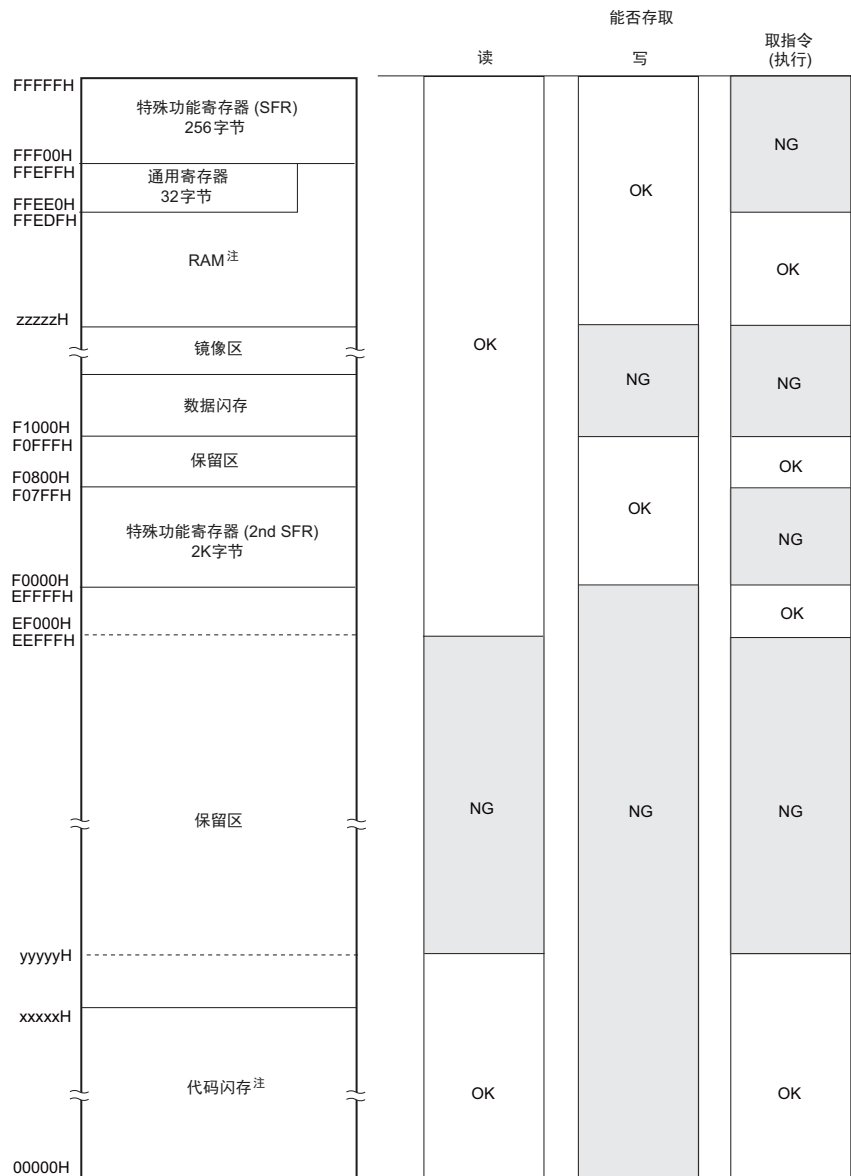 能否存取
读
写
取指令
(执行)
FFFFFH
特殊功能寄存器 (SFR)
256字节
NG
FFF00H
FFEFFH
通用寄存器
32字节
OK
FFEE0H
FFEDFH
RAM注
OK
zzzzzH
镜像区
OK
NG
NG
数据闪存
F1000H
F0FFFH
保留区
OK
F0800H
F07FFH
OK
特殊功能寄存器 (2nd SFR)
2K字节
NG
F0000H
EFFFFH
OK
EF000H
EEFFFH
保留区
NG
NG
NG
yyyyyH
xxxxxH
代码闪存注
OK
OK
00000H